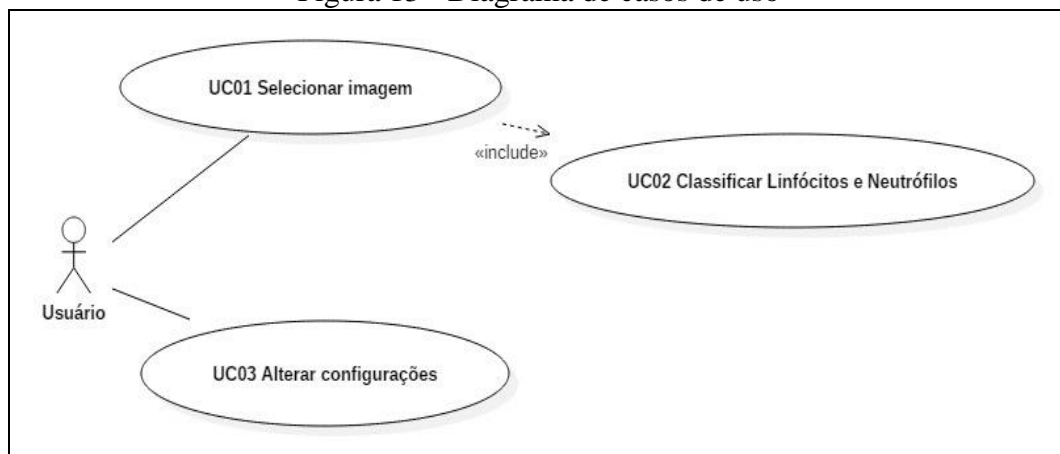 Figura 13 - Diagrama de casos de uso
UC01 Selecionar imagem
«include»
UC02 Classificar Linfócitos e Neutrófilos
Usuário
UC03 Alterar configurações